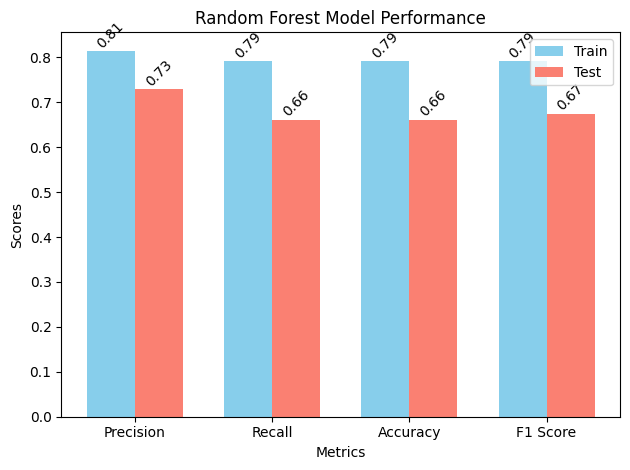 Random Forest Model Performance
Train
Test
0.81
0.73
0.79
0.66
0.79
0.66
0.79
0.67
Scores
0.8
0.7
0.6
0.5
0.4
0.3
0.2
0.1
0.0
Precision
Recall
Accuracy
F1 Score
Metrics